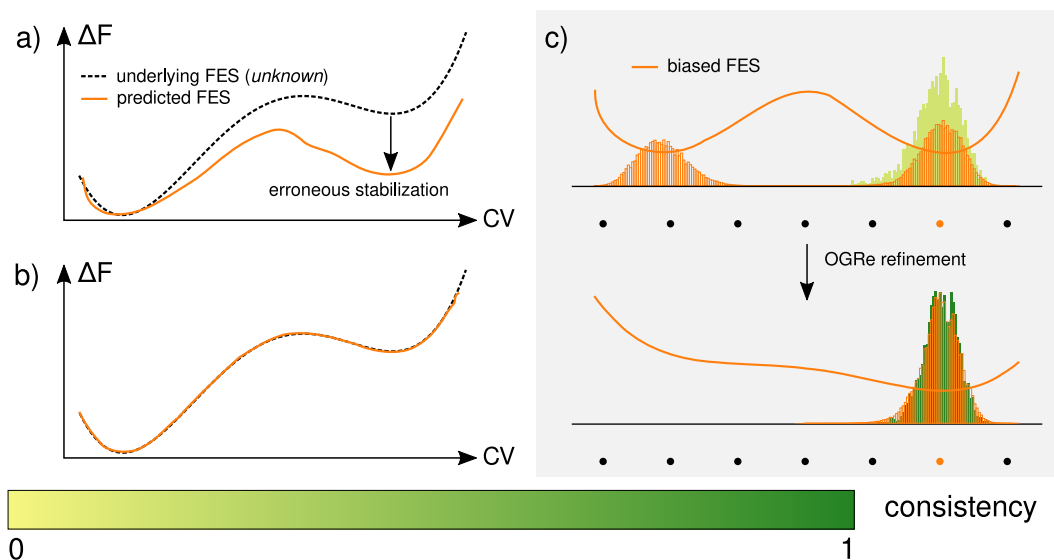 a)
ΔF
underlying FES (unknown)
predicted FES
erroneous stabilization
CV
b)
ΔF
CV
c)
biased FES
OGRe refinement
consistency
0
1